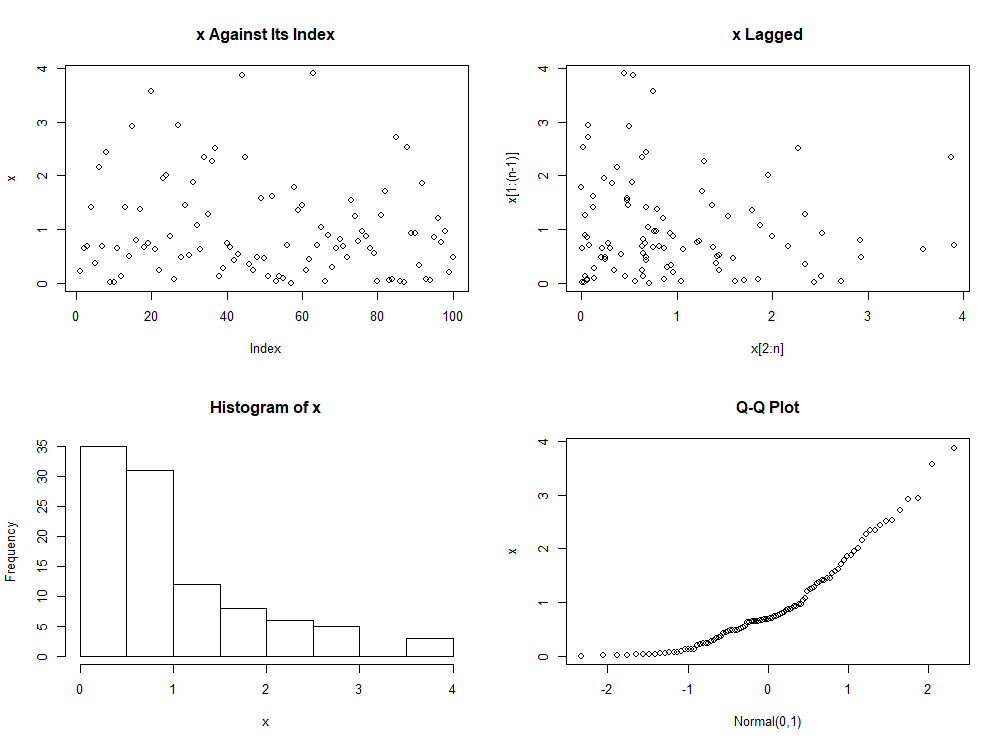 x Against Its Index
4
3
2
1
0
x
0 20 40 60 80 100
Index
x Lagged
4
3
2
1
0
x[1:(n-1)]
0 1 2 3 4
x[2:n]
Histogram of x
35
30
25
20
15
10
5
0
Frequency
0 1 2 3 4
x
Q-Q Plot
4
3
2
1
0
x
-2 -1 0 1 2
Normal(0,1)